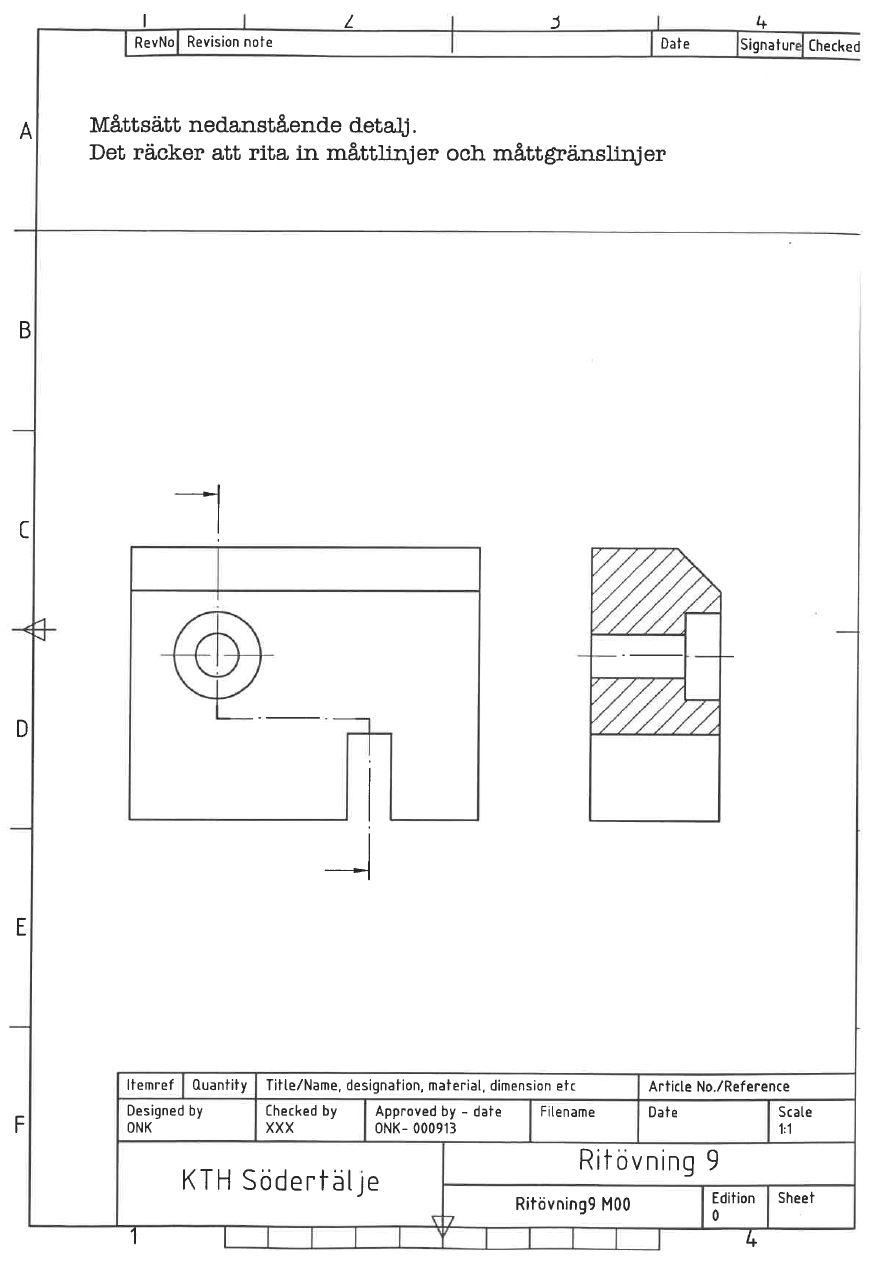 1 2 3 4
RevNo Revision note Date Signature Checked
A
Måttsätt nedanstående detalj.
Det räcker att rita in måttlinjer och måttgränslinjer
B
C
D
E
F
Itemref Quantity Title/Name, designation, material, dimension etc Article No./Reference
Designed by Checked by Approved by - date Filename Date Scale
ONK XXX ONK- 000913 1:1
KTH Södertälje
Ritövning 9
Ritövning9 M00
Edition Sheet
0
1 4